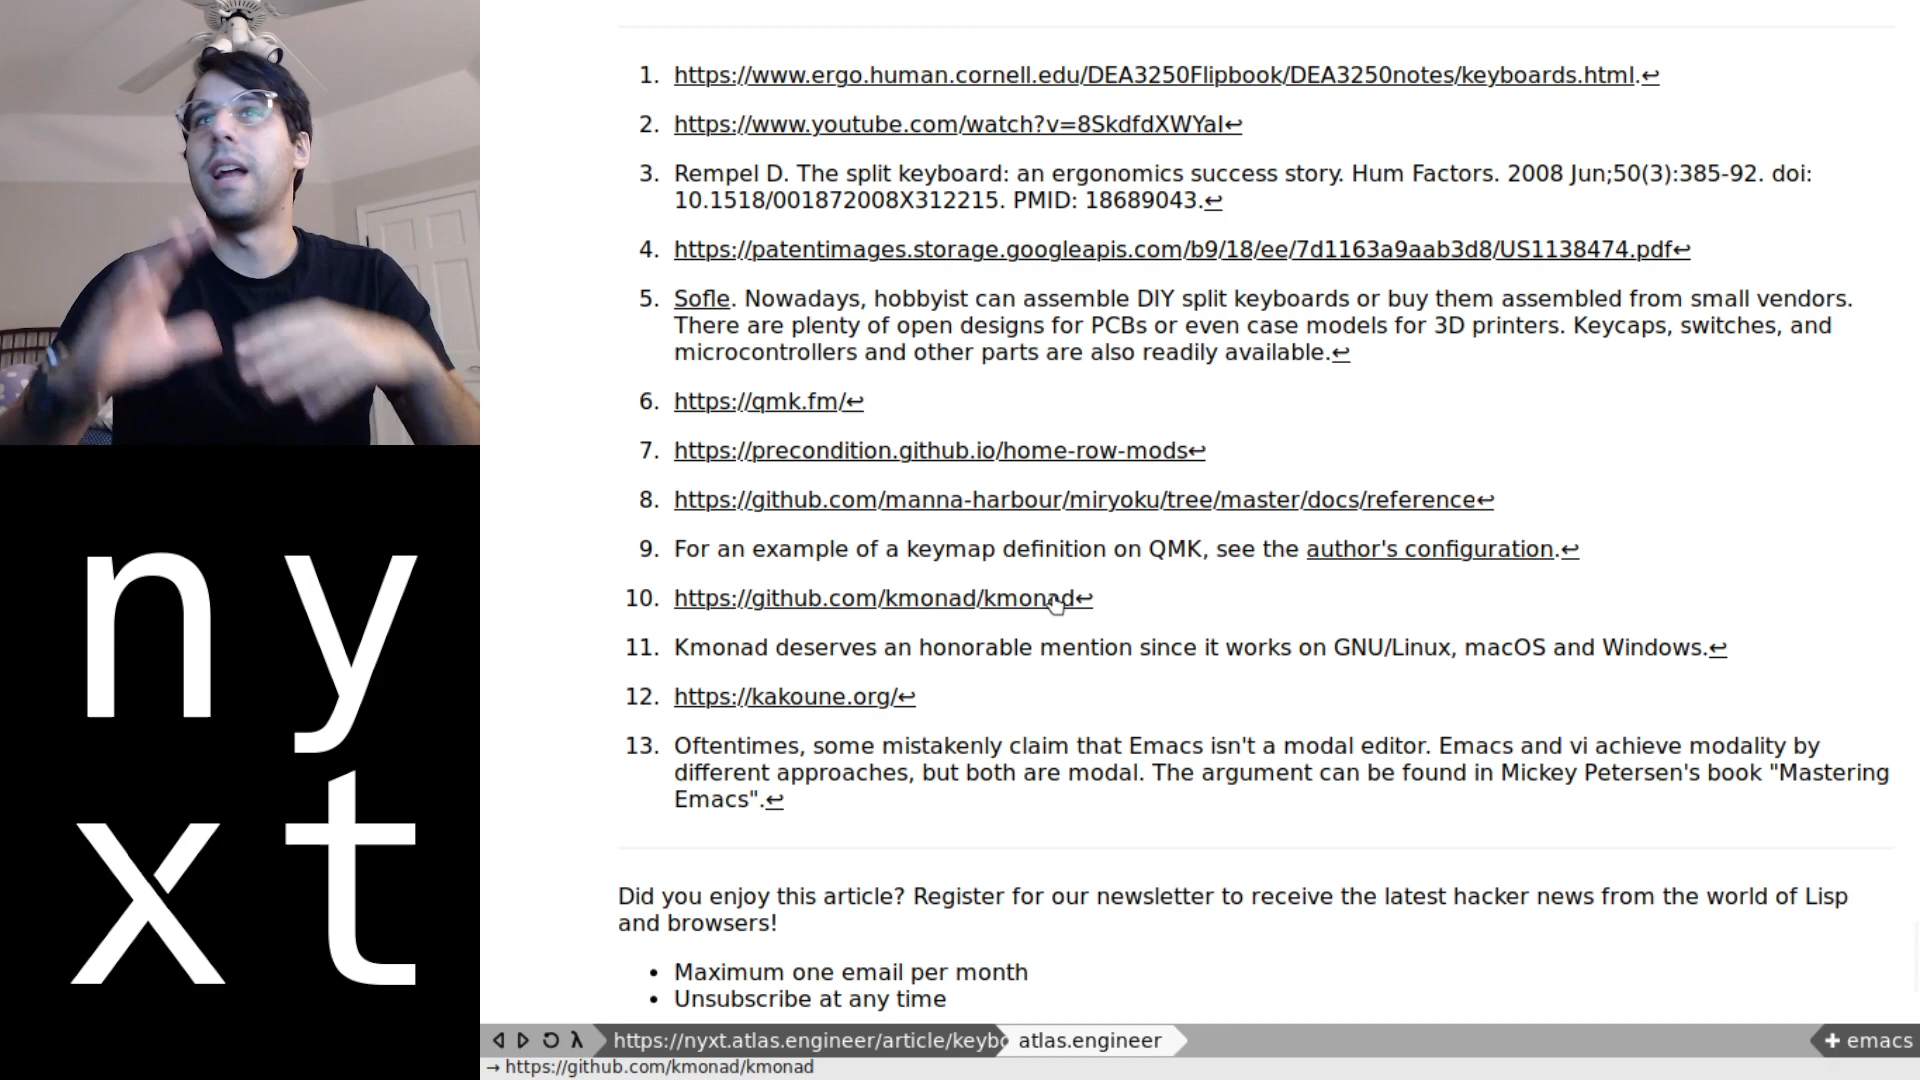 1. https://www.ergo.human.cornell.edu/DEA3250Flipbook/DEA3250notes/keyboards.html.↩
2. https://www.youtube.com/watch?v=8SkdfdXWYaI↩
3. Rempel D. The split keyboard: an ergonomics success story. Hum Factors. 2008 Jun;50(3):385-92. doi:
10.1518/001872008X312215. PMID: 18689043.↩
4. https://patentimages.storage.googleapis.com/b9/18/ee/7d1163a9aab3d8/US1138474.pdf↩
5. Sofle. Nowadays, hobbyist can assemble DIY split keyboards or buy them assembled from small vendors.
There are plenty of open designs for PCBs or even case models for 3D printers. Keycaps, switches, and
microcontrollers and other parts are also readily available.↩
6. https://qmk.fm/↩
7. https://precondition.github.io/home-row-mods↩
8. https://github.com/manna-harbour/miryoku/tree/master/docs/reference↩
9. For an example of a keymap definition on QMK, see the author's configuration.↩
10. https://github.com/kmonad/kmonad↩
11. Kmonad deserves an honorable mention since it works on GNU/Linux, macOS and Windows.↩
12. https://kakoune.org/↩
13. Oftentimes, some mistakenly claim that Emacs isn't a modal editor. Emacs and vi achieve modality by
different approaches, but both are modal. The argument can be found in Mickey Petersen's book "Mastering
Emacs".↩
Did you enjoy this article? Register for our newsletter to receive the latest hacker news from the world of Lisp
and browsers!
• Maximum one email per month
• Unsubscribe at any time
λ https://nyxt.atlas.engineer/article/keybo atlas.engineer ✚ emacs
→ https://github.com/kmonad/kmonad
n y
x t